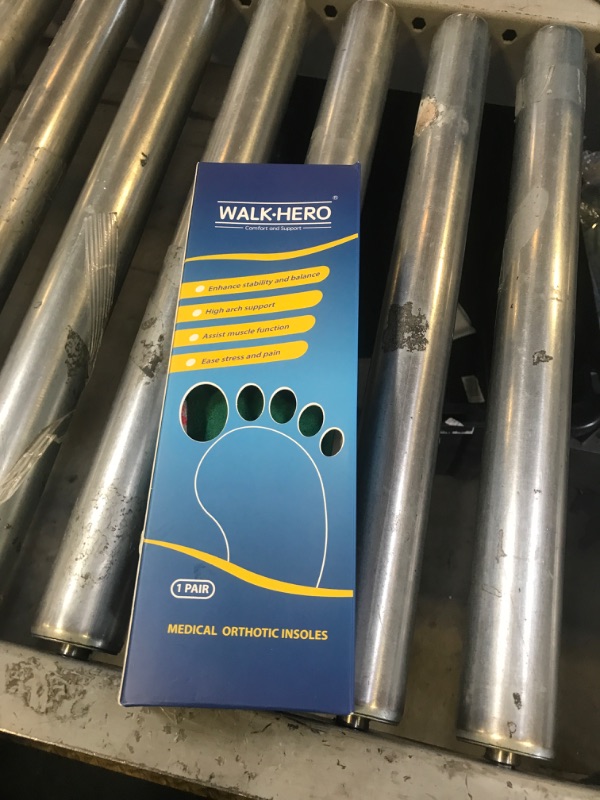 WALK·HERO®
Comfort and Support
Enhance stability and balance
High arch support
Assist muscle function
Ease stress and pain
1 PAIR
MEDICAL ORTHOTIC INSOLES